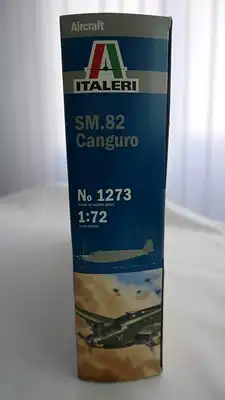 Aircraft
ITALERI
SM.82
Canguro
No 1273
1:72